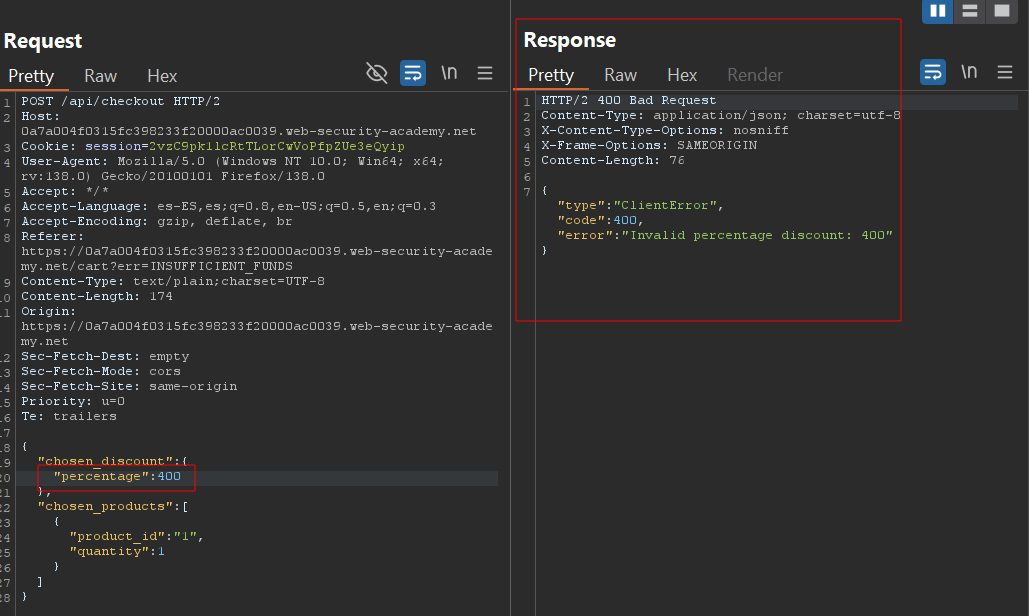 Request
Pretty Raw Hex
\n
1 POST /api/checkout HTTP/2
2 Host:
0a7a004f0315fc398233f20000ac0039.web-security-academy.net
3 Cookie: session=2vzC9pk1lcRtTLorCwVoPfpZUe3eQyip
4 User-Agent: Mozilla/5.0 (Windows NT 10.0; Win64; x64;
rv:138.0) Gecko/20100101 Firefox/138.0
5 Accept: */*
6 Accept-Language: es-ES,es;q=0.8,en-US;q=0.5,en;q=0.3
7 Accept-Encoding: gzip, deflate, br
8 Referer:
https://0a7a004f0315fc398233f20000ac0039.web-security-acade
my.net/cart?err=INSUFFICIENT_FUNDS
9 Content-Type: text/plain;charset=UTF-8
10 Content-Length: 174
11 Origin:
https://0a7a004f0315fc398233f20000ac0039.web-security-acade
my.net
12 Sec-Fetch-Dest: empty
13 Sec-Fetch-Mode: cors
14 Sec-Fetch-Site: same-origin
15 Priority: u=0
16 Te: trailers
17
18 {
19 "chosen_discount":{
20 "percentage":400
21 },
22 "chosen_products":[
23 {
24 "product_id":"1",
25 "quantity":1
26 }
27 ]
28 }
Response
Pretty Raw Hex Render
\n
1 HTTP/2 400 Bad Request
2 Content-Type: application/json; charset=utf-8
3 X-Content-Type-Options: nosniff
4 X-Frame-Options: SAMEORIGIN
5 Content-Length: 76
6
7 {
"type":"ClientError",
"code":400,
"error":"Invalid percentage discount: 400"
}